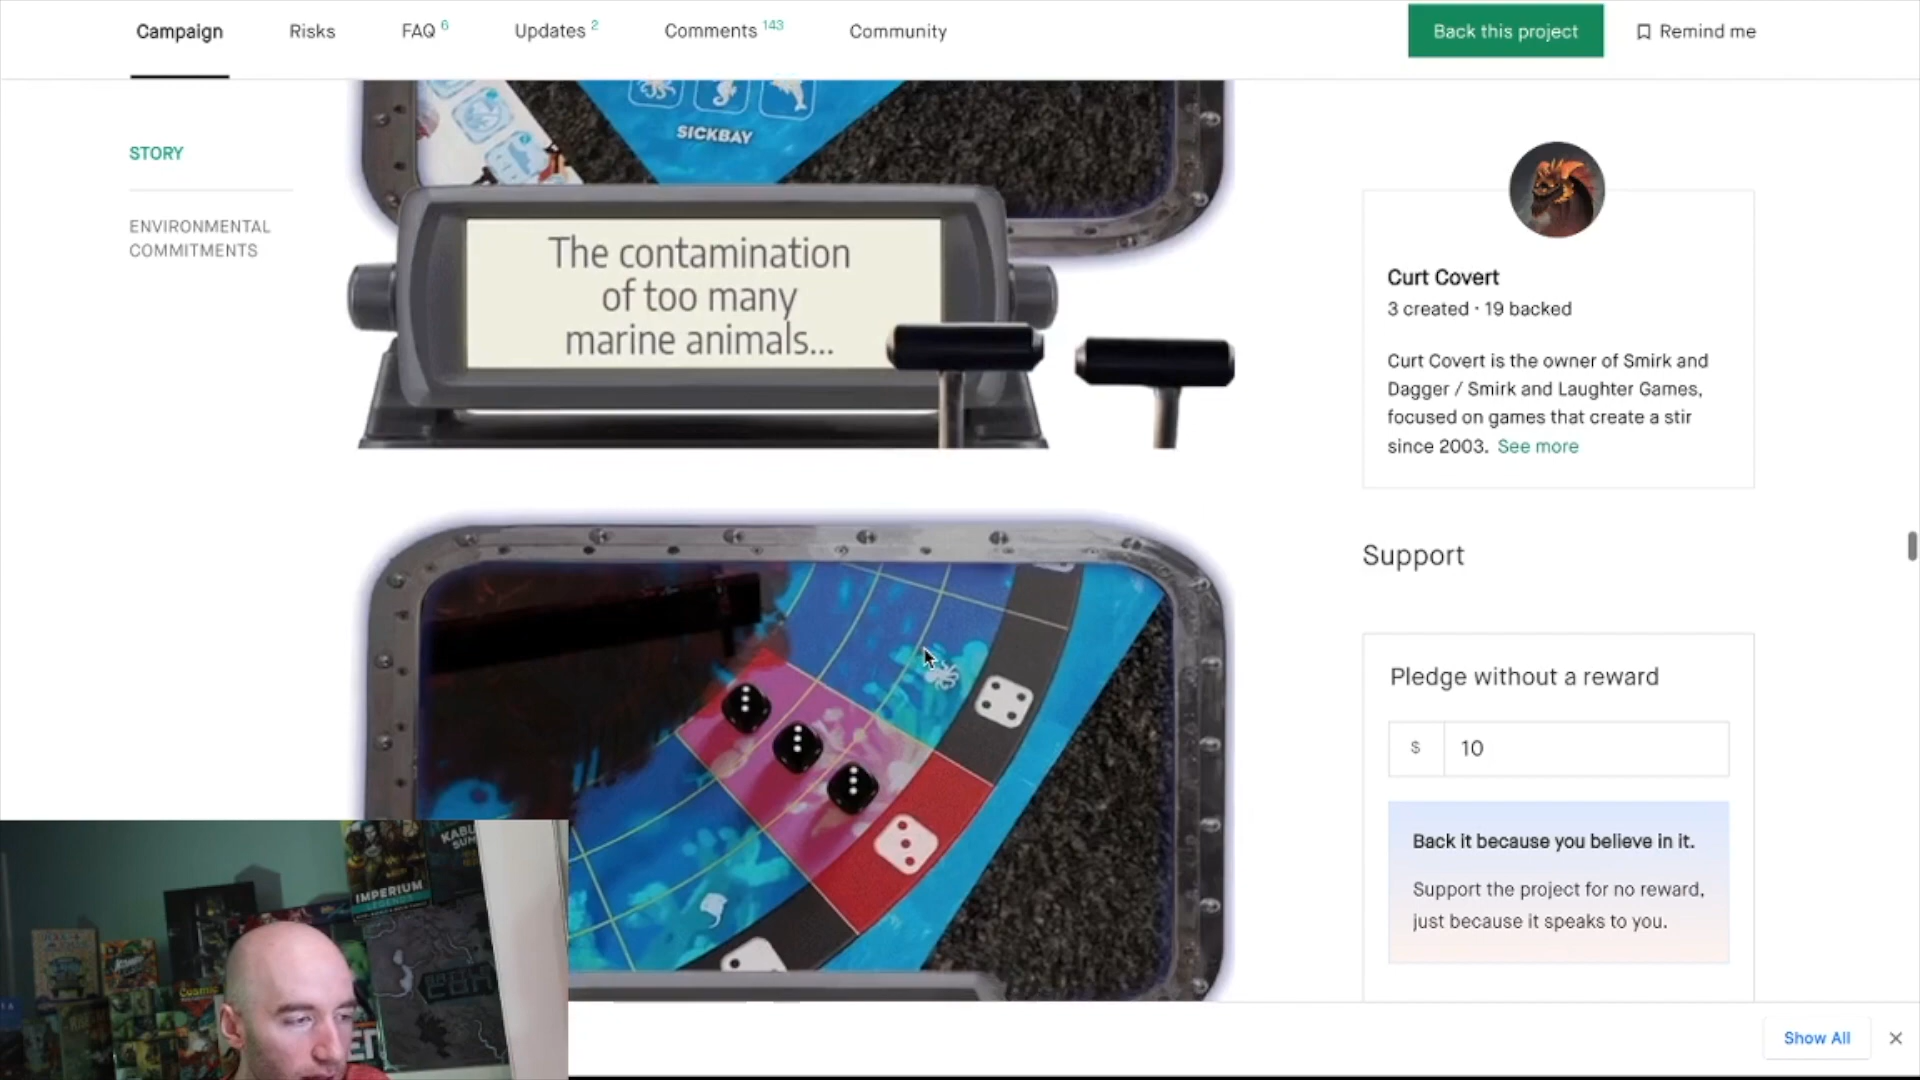 Campaign
Risks
FAQ 6
Updates 2
Comments 143
Community
Back this project
Remind me
STORY
ENVIRONMENTAL
COMMITMENTS
SICKBAY
The contamination
of too many
marine animals...
Curt Covert
3 created · 19 backed
Curt Covert is the owner of Smirk and
Dagger / Smirk and Laughter Games,
focused on games that create a stir
since 2003. See more
Support
Pledge without a reward
$ 10
Back it because you believe in it.
Support the project for no reward,
just because it speaks to you.
IMPERIUM
LEGENDS
Show All